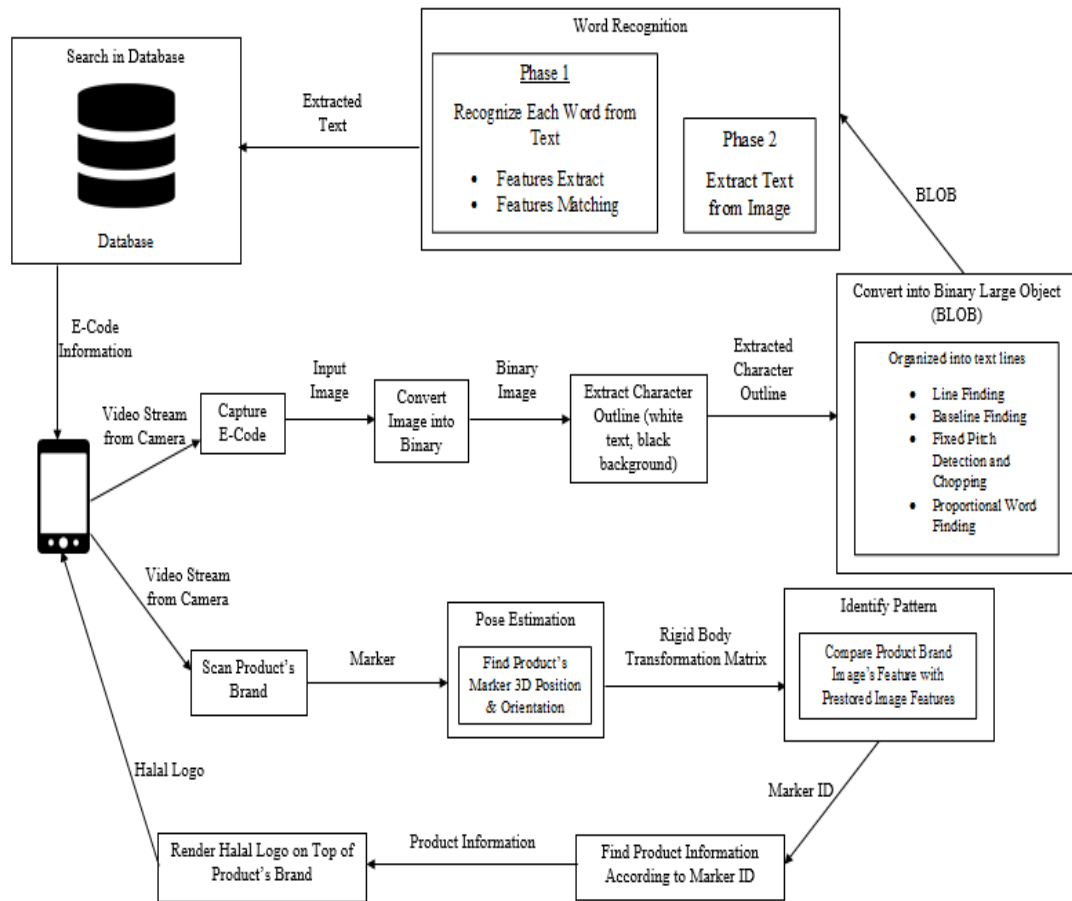 Word Recognition
Search in Database
Database
Extracted
Text
Phase 1
Recognize Each Word from
Text
• Features Extract
• Features Matching
Phase 2
Extract Text
from Image
BLOB
Convert into Binary Large Object
(BLOB)
Organized into text lines
• Line Finding
• Baseline Finding
• Fixed Pitch
Detection and
Chopping
• Proportional Word
Finding
E-Code
Information
Video Stream
from Camera
Capture
E-Code
Input
Image
Convert
Image into
Binary
Binary
Image
Extract Character
Outline (white
text, black
background)
Extracted
Character
Outline
Video Stream
from Camera
Scan Product's
Brand
Marker
Pose Estimation
Find Product's
Marker 3D Position
& Orientation
Rigid Body
Transformation Matrix
Identify Pattern
Compare Product Brand
Image's Feature with
Prestored Image Features
Marker ID
Find Product Information
According to Marker ID
Product Information
Render Halal Logo on Top of
Product's Brand
Halal Logo